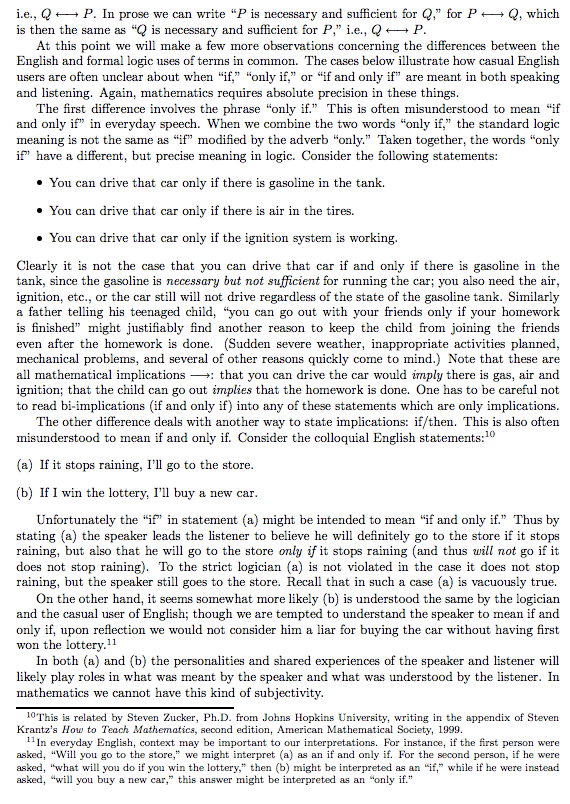 i.e., Q ⟷ P. In prose we can write “P is necessary and sufficient for Q,” for P ⟷ Q, which
is then the same as “Q is necessary and sufficient for P,” i.e., Q ⟷ P.
At this point we will make a few more observations concerning the differences between the
English and formal logic uses of terms in common. The cases below illustrate how casual English
users are often unclear about when “if,” “only if,” or “if and only if” are meant in both speaking
and listening. Again, mathematics requires absolute precision in these things.
The first difference involves the phrase “only if.” This is often misunderstood to mean “if
and only if” in everyday speech. When we combine the two words “only if,” the standard logic
meaning is not the same as “if” modified by the adverb “only.” Taken together, the words “only
if” have a different, but precise meaning in logic. Consider the following statements:
• You can drive that car only if there is gasoline in the tank.
• You can drive that car only if there is air in the tires.
• You can drive that car only if the ignition system is working.
Clearly it is not the case that you can drive that car if and only if there is gasoline in the
tank, since the gasoline is necessary but not sufficient for running the car; you also need the air,
ignition, etc., or the car still will not drive regardless of the state of the gasoline tank. Similarly
a father telling his teenaged child, “you can go out with your friends only if your homework
is finished” might justifiably find another reason to keep the child from joining the friends
even after the homework is done. (Sudden severe weather, inappropriate activities planned,
mechanical problems, and several of other reasons quickly come to mind.) Note that these are
all mathematical implications ⟶: that you can drive the car would imply there is gas, air and
ignition; that the child can go out implies that the homework is done. One has to be careful not
to read bi-implications (if and only if) into any of these statements which are only implications.
The other difference deals with another way to state implications: if/then. This is also often
misunderstood to mean if and only if. Consider the colloquial English statements:¹⁰
(a) If it stops raining, I’ll go to the store.
(b) If I win the lottery, I’ll buy a new car.
Unfortunately the “if” in statement (a) might be intended to mean “if and only if.” Thus by
stating (a) the speaker leads the listener to believe he will definitely go to the store if it stops
raining, but also that he will go to the store only if it stops raining (and thus will not go if it
does not stop raining). To the strict logician (a) is not violated in the case it does not stop
raining, but the speaker still goes to the store. Recall that in such a case (a) is vacuously true.
On the other hand, it seems somewhat more likely (b) is understood the same by the logician
and the casual user of English; though we are tempted to understand the speaker to mean if and
only if, upon reflection we would not consider him a liar for buying the car without having first
won the lottery.¹¹
In both (a) and (b) the personalities and shared experiences of the speaker and listener will
likely play roles in what was meant by the speaker and what was understood by the listener. In
mathematics we cannot have this kind of subjectivity.
¹⁰This is related by Steven Zucker, Ph.D. from Johns Hopkins University, writing in the appendix of Steven
Krantz’s How to Teach Mathematics, second edition, American Mathematical Society, 1999.
¹¹In everyday English, context may be important to our interpretations. For instance, if the first person were
asked, “Will you go to the store,” we might interpret (a) as an if and only if. For the second person, if he were
asked, “what will you do if you win the lottery,” then (b) might be interpreted as an “if,” while if he were instead
asked, “will you buy a new car,” this answer might be interpreted as an “only if.”